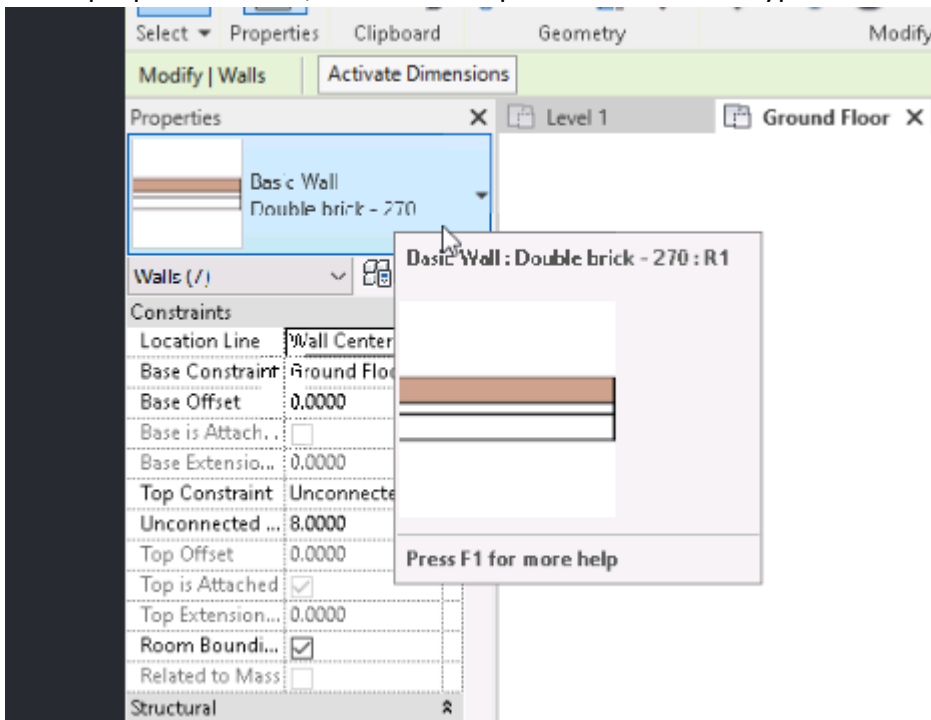 Select Properties Clipboard Geometry Modify
Modify | Walls Activate Dimensions
Properties Level 1 Ground Floor
Basic Wall
Double brick - 270
Basic Wall : Double brick - 270 : R1
Walls (7)
Constraints
Location Line Wall Center
Base Constraint Ground Floo
Base Offset 0.0000
Base is Attach...
Base Extensio... 0.0000
Top Constraint Unconnecte
Unconnected ... 8.0000
Top Offset 0.0000
Press F1 for more help
Top is Attached
Top Extension... 0.0000
Room Boundi...
Related to Mass
Structural